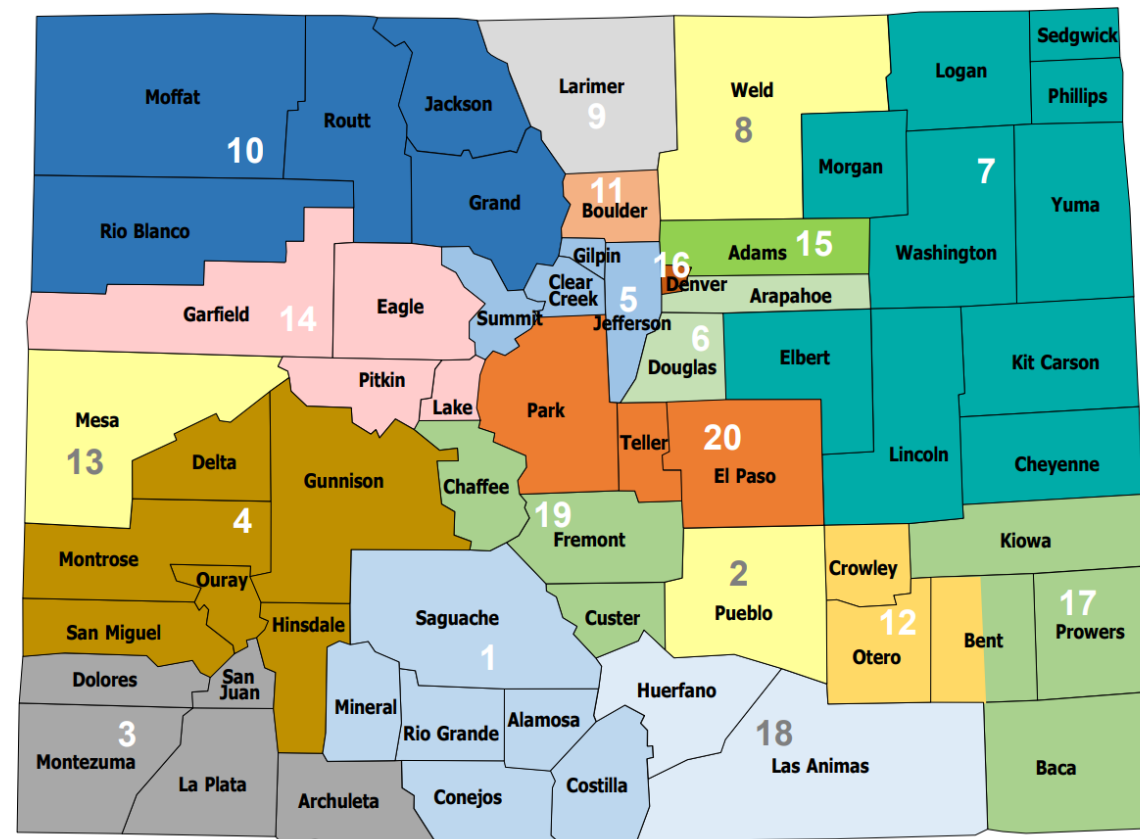 Sedgwick
Logan
Larimer
Weld
Moffat
Jackson
Phillips
Routt
9
8
10
Morgan
7
11
Grand
Boulder
Yuma
Rio Blanco
Gilpin
Adams
15
Washington
16
Denver
Clear
Creek
5
Arapahoe
Eagle
Garfield
14
Summit
Jefferson
6
Douglas
Elbert
Kit Carson
Pitkin
Lake
Park
Mesa
13
Teller
20
Delta
Gunnison
Chaffee
El Paso
Lincoln
Cheyenne
4
19
Fremont
Kiowa
Montrose
Ouray
2
Crowley
Pueblo
17
Prowers
San Miguel
Hinsdale
Saguache
Custer
12
Otero
Bent
1
Dolores
San
Juan
Huerfano
Mineral
Alamosa
Rio Grande
3
Montezuma
18
Las Animas
Baca
La Plata
Archuleta
Conejos
Costilla